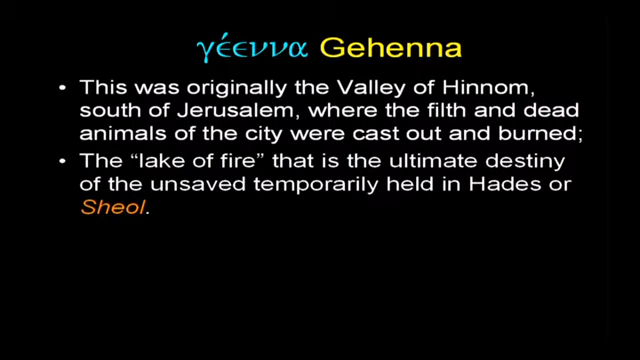 γέεννα Gehenna
• This was originally the Valley of Hinnom,
south of Jerusalem, where the filth and dead
animals of the city were cast out and burned;
• The “lake of fire” that is the ultimate destiny
of the unsaved temporarily held in Hades or
Sheol.